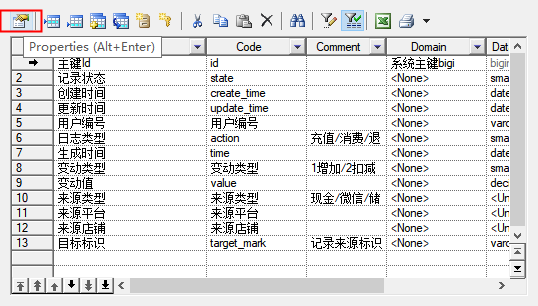 Properties (Alt+Enter)
Code Comment Domain Dat
主键Id id 系统主键bigi bigin
2 记录状态 state <None> sma
3 创建时间 create_time <None> date
4 更新时间 update_time <None> date
5 用户编号 用户编号 <None> varc
6 日志类型 action 充值/消费/退 <None> sma
7 生成时间 time <None> date
8 变动类型 变动类型 1增加/2扣减 <None> sma
9 变动值 value <None> deci
10 来源类型 来源类型 现金/微信/储 <None> <Un
11 来源平台 来源平台 <None> <Un
12 来源店铺 来源店铺 <None> <Un
13 目标标识 target_mark 记录来源标识 <None> varc